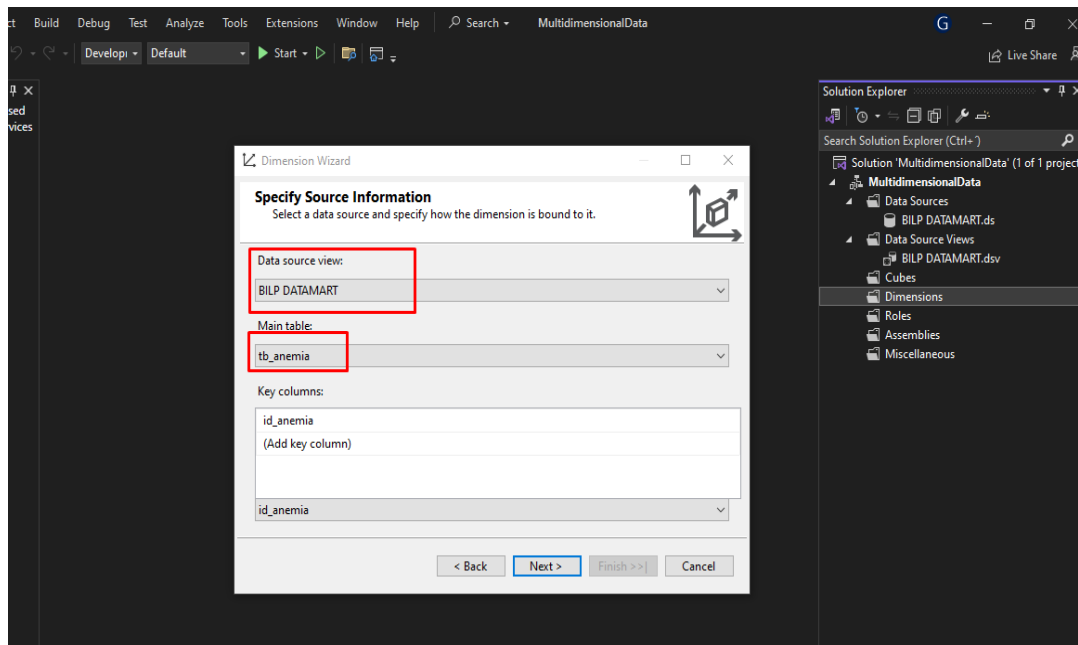 ct Build Debug Test Analyze Tools Extensions Window Help Search MultidimensionalData G
Develop Default Start Live Share
sed
vices
Solution Explorer
Search Solution Explorer (Ctrl+´)
Solution 'MultidimensionalData' (1 of 1 project
MultidimensionalData
Data Sources
BILP DATAMART.ds
Data Source Views
BILP DATAMART.dsv
Cubes
Dimensions
Roles
Assemblies
Miscellaneous
Dimension Wizard
Specify Source Information
Select a data source and specify how the dimension is bound to it.
Data source view:
BILP DATAMART
Main table:
tb_anemia
Key columns:
id_anemia
(Add key column)
id_anemia
< Back Next > Finish >>| Cancel